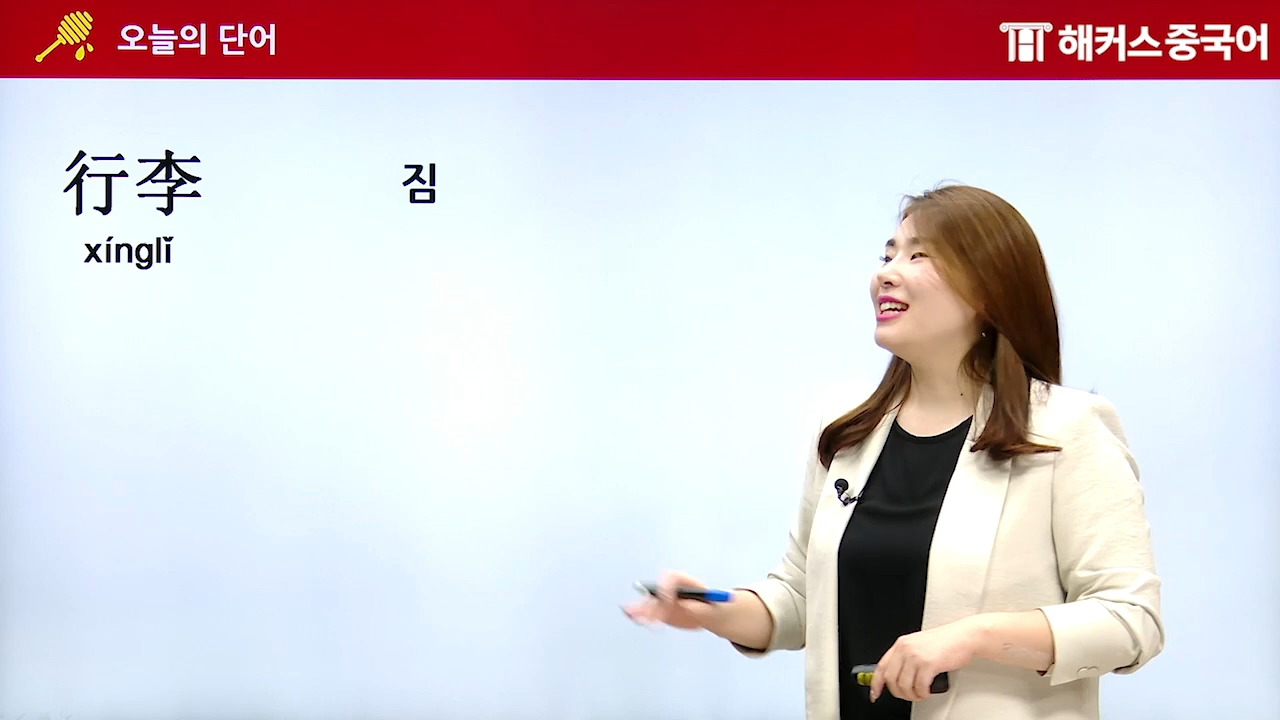 오늘의 단어
해커스중국어
行李
짐
xínglǐ